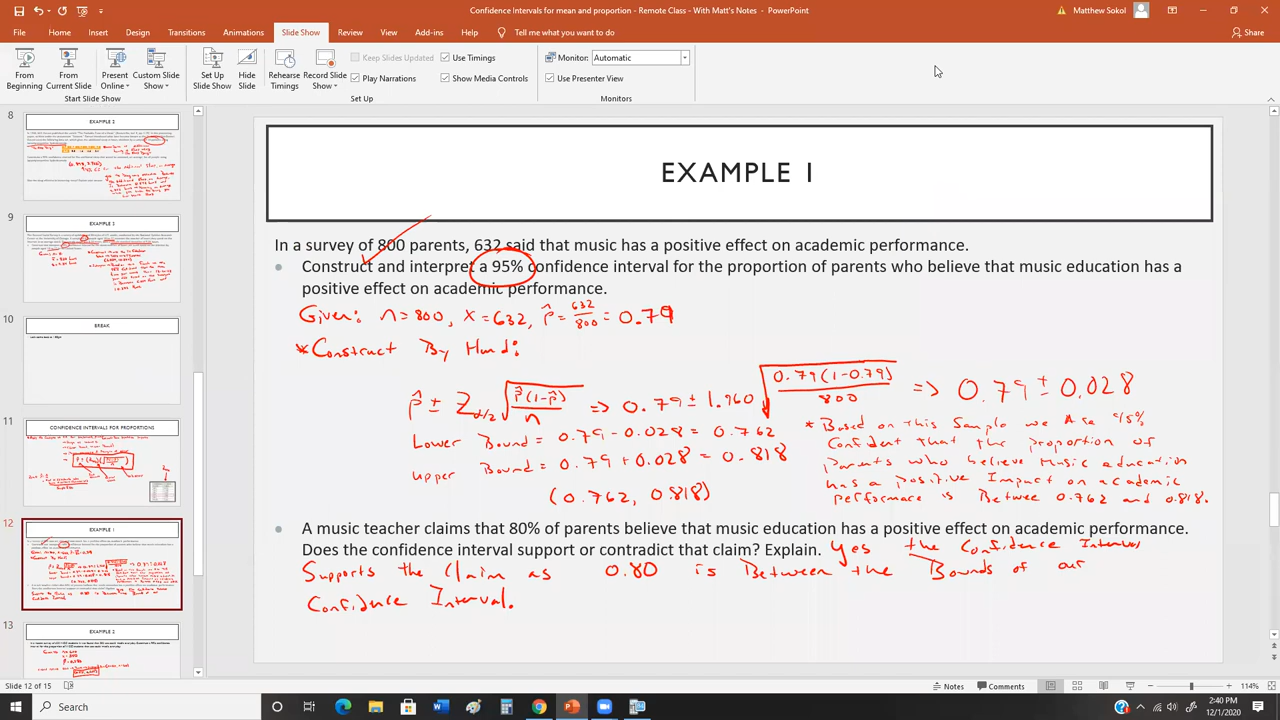 Confidence Intervals for mean and proportion - Remote Class - With Matt's Notes - PowerPoint
Matthew Sokol
File Home Insert Design Transitions Animations Slide Show Review View Add-ins Help Tell me what you want to do Share
From Beginning
From Current Slide
Present Online
Custom Slide Show
Start Slide Show
Set Up Slide Show
Hide Slide
Rehearse Timings
Record Slide Show
Keep Slides Updated
Play Narrations
Use Timings
Show Media Controls
Set Up
Monitor: Automatic
Use Presenter View
Monitors
8
EXAMPLE 2
9
EXAMPLE 3
10
BREAK
11
CONFIDENCE INTERVALS FOR PROPORTIONS
12
EXAMPLE 1
13
EXAMPLE 2
EXAMPLE 1
In a survey of 800 parents, 632 said that music has a positive effect on academic performance.
Construct and interpret a 95% confidence interval for the proportion of parents who believe that music education has a
positive effect on academic performance.
Given: n = 800, x = 632, p̂ = 632/800 = 0.79
*Construct By Hand:
p̂ ± Zα/2 √(p̂(1-p̂)/n) => 0.79 ± 1.960 √(0.79(1-0.79)/800) => 0.79 ± 0.028
Lower Bound = 0.79 - 0.028 = 0.762
upper Bound = 0.79 + 0.028 = 0.818
(0.762, 0.818)
* Based on this Sample we Are 95%
Confident that the Proportion of
Parents who believe Music education
has a Positive Impact on academic
Performace is Between 0.762 and 0.818.
A music teacher claims that 80% of parents believe that music education has a positive effect on academic performance.
Does the confidence interval support or contradict that claim? Explain. Yes the Confidence Interval
Supports the Claim as 0.80 is Between the Bounds of our
Confidence Interval.
Slide 12 of 15
Notes
Comments
114%
Search
2:40 PM
12/1/2020